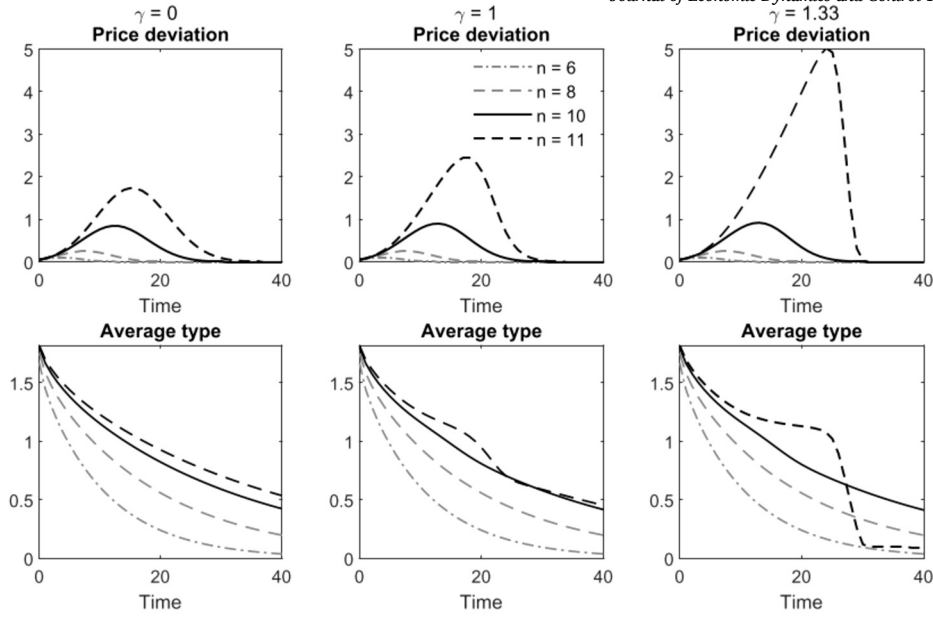 γ = 0
Price deviation
5
4
3
2
1
0
0 20 40
Time
γ = 1
Price deviation
5
4
3
2
1
0
0 20 40
Time
n = 6
n = 8
n = 10
n = 11
γ = 1.33
Price deviation
5
4
3
2
1
0
0 20 40
Time
Average type
1.5
1
0.5
0
0 20 40
Time
Average type
1.5
1
0.5
0
0 20 40
Time
Average type
1.5
1
0.5
0
0 20 40
Time